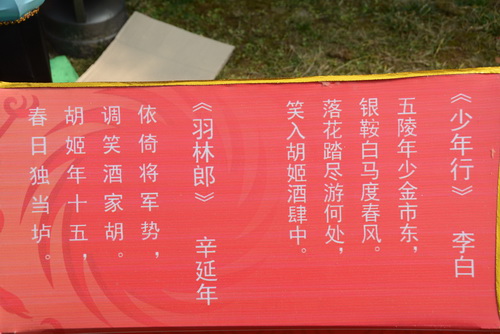 《少年行》 李白
五陵年少金市东，
银鞍白马度春风。
落花踏尽游何处，
笑入胡姬酒肆中。
《羽林郎》 辛延年
依倚将军势，
调笑酒家胡。
胡姬年十五，
春日独当垆。